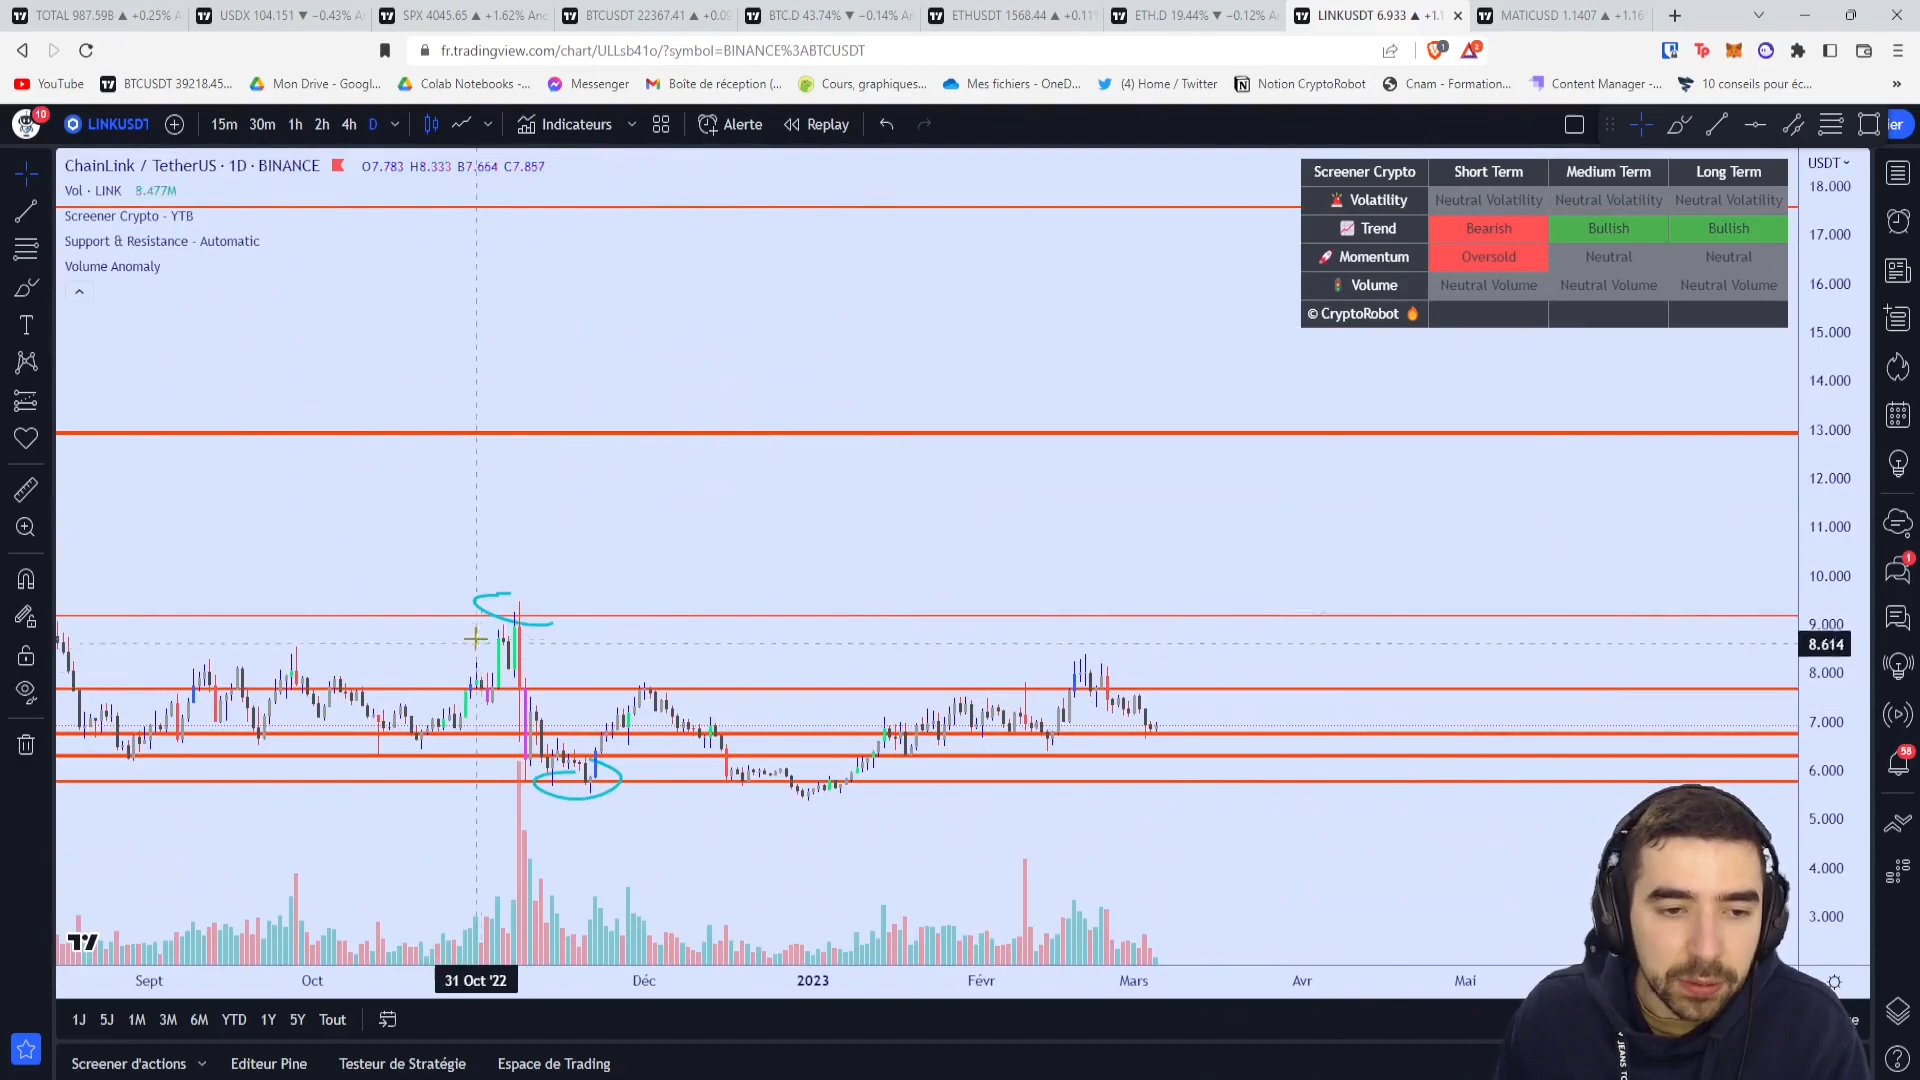 TOTAL 987.59B ▲ +0.25%
USDX 104.151 ▼ −0.43%
SPX 4045.65 ▲ +1.62%
BTCUSDT 22367.41 ▲
BTC.D 43.74% ▼ −0.14%
ETHUSDT 1568.44 ▲
ETH.D 19.44% ▼ −0.12%
LINKUSDT 6.933 ▲
MATICUSD 1.1407 ▲ +1.16
fr.tradingview.com/chart/ULLsb41o/?symbol=BINANCE%3ABTCUSDT
1
2
YouTube
BTCUSDT 39218.45...
Mon Drive - Googl...
Colab Notebooks -...
Messenger
Boîte de réception (...
Cours, graphiques...
Mes fichiers - OneD...
(4) Home / Twitter
Notion CryptoRobot
Cnam - Formation...
Content Manager -...
10 conseils pour éc...
»
10
LINKUSDT
15m 30m 1h 2h 4h D
Indicateurs
Alerte
Replay
ier
ChainLink / TetherUS · 1D · BINANCE
O7.783 H8.333 B7.664 C7.857
Vol · LINK 8.477M
Screener Crypto - YTB
Support & Resistance - Automatic
Volume Anomaly
Screener Crypto Short Term Medium Term Long Term
Volatility Neutral Volatility Neutral Volatility Neutral Volatility
Trend Bearish Bullish Bullish
Momentum Oversold Neutral Neutral
Volume Neutral Volume Neutral Volume Neutral Volume
© CryptoRobot
USDT
18.000
17.000
16.000
15.000
14.000
13.000
12.000
11.000
10.000
9.000
8.614
8.000
7.000
6.000
5.000
4.000
3.000
1
58
Sept
Oct
31 Oct '22
Déc
2023
Févr
Mars
Avr
Mai
1J 5J 1M 3M 6M YTD 1Y 5Y Tout
Screener d'actions
Editeur Pine
Testeur de Stratégie
Espace de Trading
JEANS